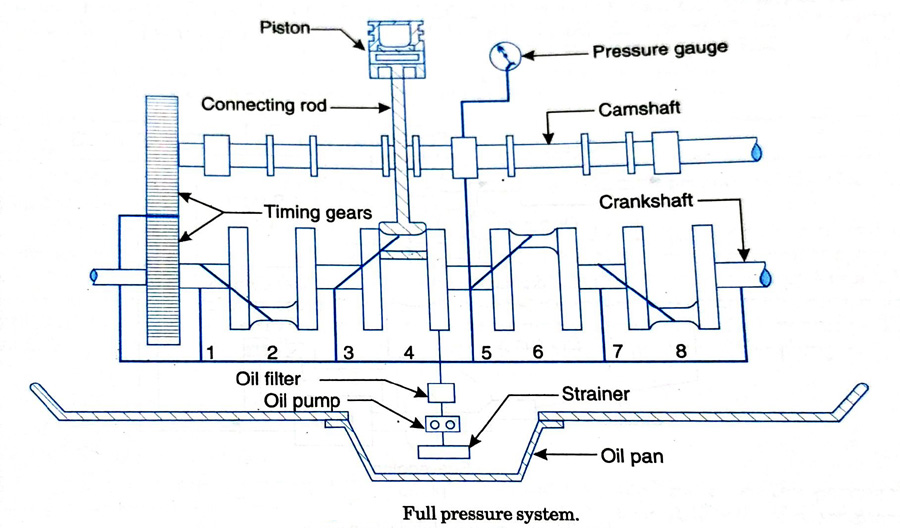 Piston
Pressure gauge
Connecting rod
Camshaft
Timing gears
Crankshaft
1 2 3 4 5 6 7 8
Oil filter
Oil pump
Strainer
Oil pan
Full pressure system.